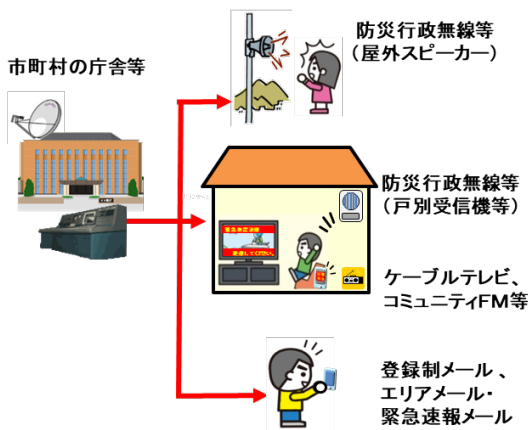 市町村の庁舎等
防災行政無線等
（屋外スピーカー）
防災行政無線等
（戸別受信機等）
ケーブルテレビ、
コミュニティFM等
登録制メール 、
エリアメール・
緊急速報メール